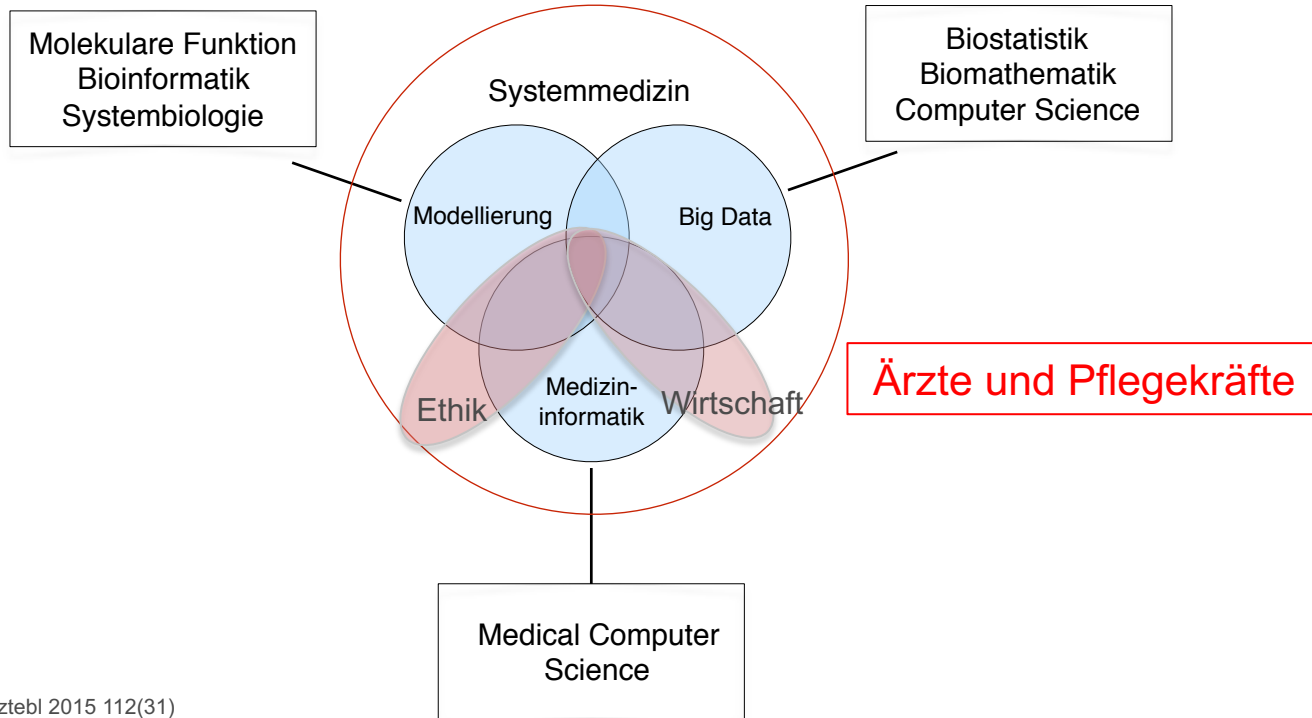 Molekulare Funktion
Bioinformatik
Systembiologie
Biostatistik
Biomathematik
Computer Science
Systemmedizin
Modellierung
Big Data
Ärzte und Pflegekräfte
Ethik
Medizin-
informatik
Wirtschaft
Medical Computer
Science
ztebl 2015 112(31)